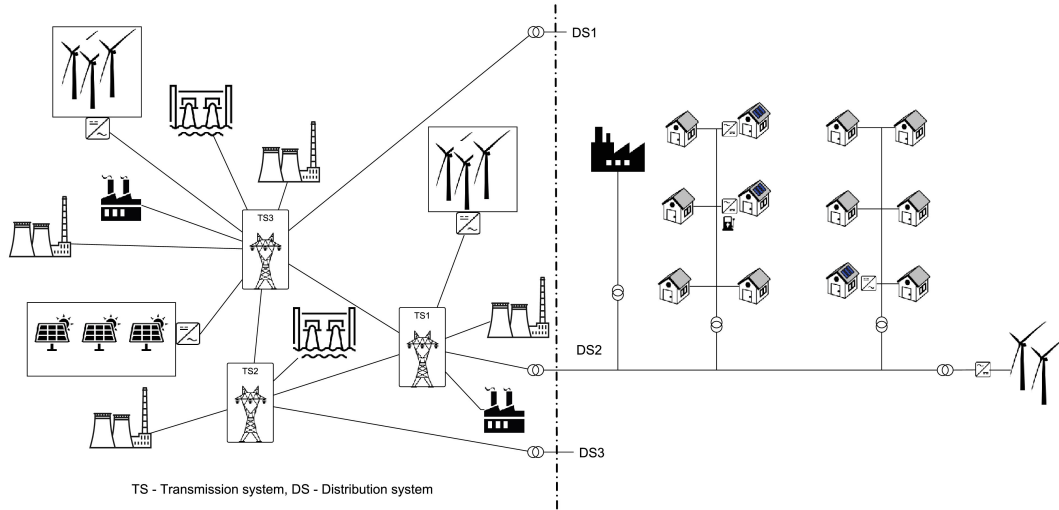 DS1
TS3
TS1
DS2
TS2
DS3
TS - Transmission system, DS - Distribution system